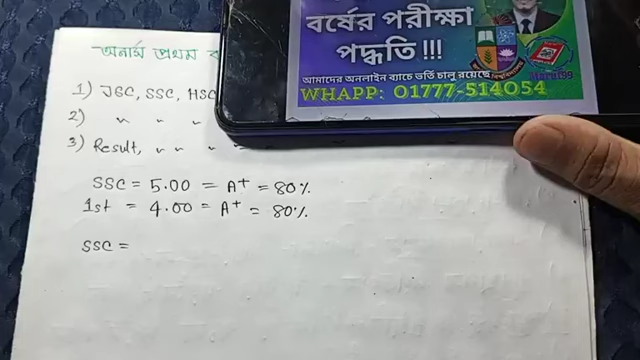 বর্ষের পরীক্ষা
পদ্ধতি !!!
আমাদের অনলাইন ব্যাচে ভর্তি চালু রয়েছে
WHAPP: 01777-514054
অনার্স প্রথম ব
1) JSC, SSC, HSC
2) " " "
3) Result, " " "
SSC = 5.00 = A+ = 80%
1st = 4.00 = A+ = 80%
SSC =